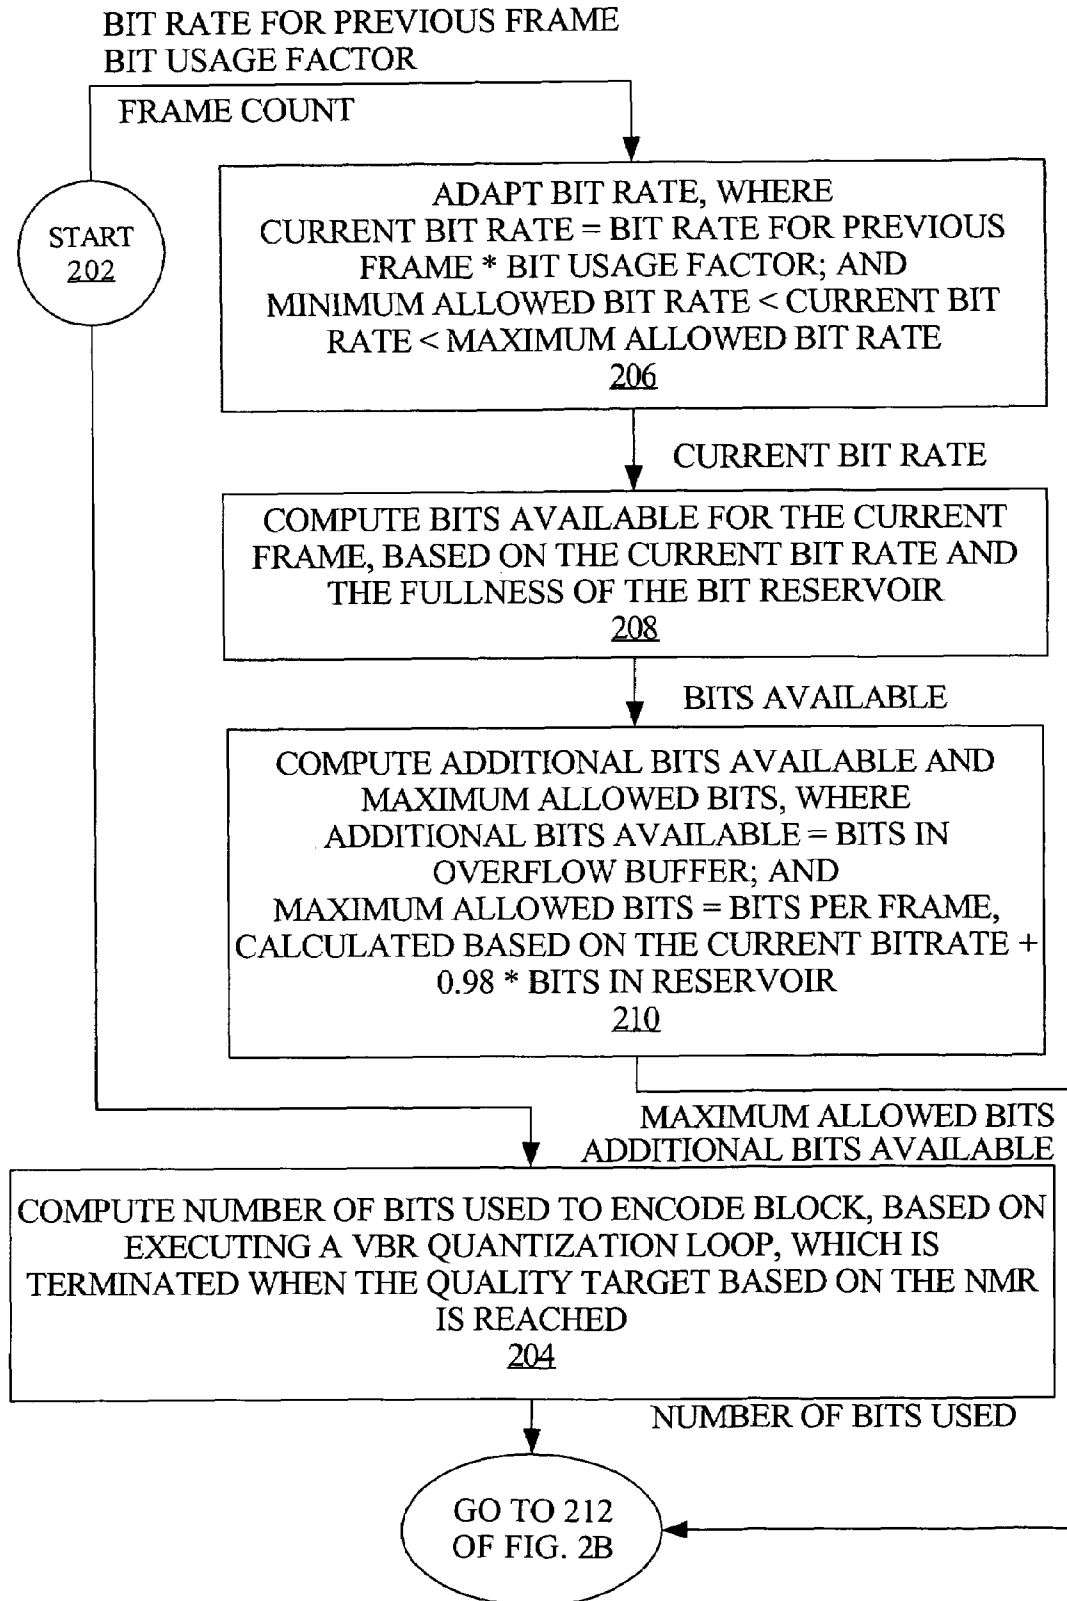 BIT RATE FOR PREVIOUS FRAME
BIT USAGE FACTOR
FRAME COUNT
START
202
ADAPT BIT RATE, WHERE
CURRENT BIT RATE = BIT RATE FOR PREVIOUS
FRAME * BIT USAGE FACTOR; AND
MINIMUM ALLOWED BIT RATE < CURRENT BIT
RATE < MAXIMUM ALLOWED BIT RATE
206
CURRENT BIT RATE
COMPUTE BITS AVAILABLE FOR THE CURRENT
FRAME, BASED ON THE CURRENT BIT RATE AND
THE FULLNESS OF THE BIT RESERVOIR
208
BITS AVAILABLE
COMPUTE ADDITIONAL BITS AVAILABLE AND
MAXIMUM ALLOWED BITS, WHERE
ADDITIONAL BITS AVAILABLE = BITS IN
OVERFLOW BUFFER; AND
MAXIMUM ALLOWED BITS = BITS PER FRAME,
CALCULATED BASED ON THE CURRENT BITRATE +
0.98 * BITS IN RESERVOIR
210
MAXIMUM ALLOWED BITS
ADDITIONAL BITS AVAILABLE
COMPUTE NUMBER OF BITS USED TO ENCODE BLOCK, BASED ON
EXECUTING A VBR QUANTIZATION LOOP, WHICH IS
TERMINATED WHEN THE QUALITY TARGET BASED ON THE NMR
IS REACHED
204
NUMBER OF BITS USED
GO TO 212
OF FIG. 2B